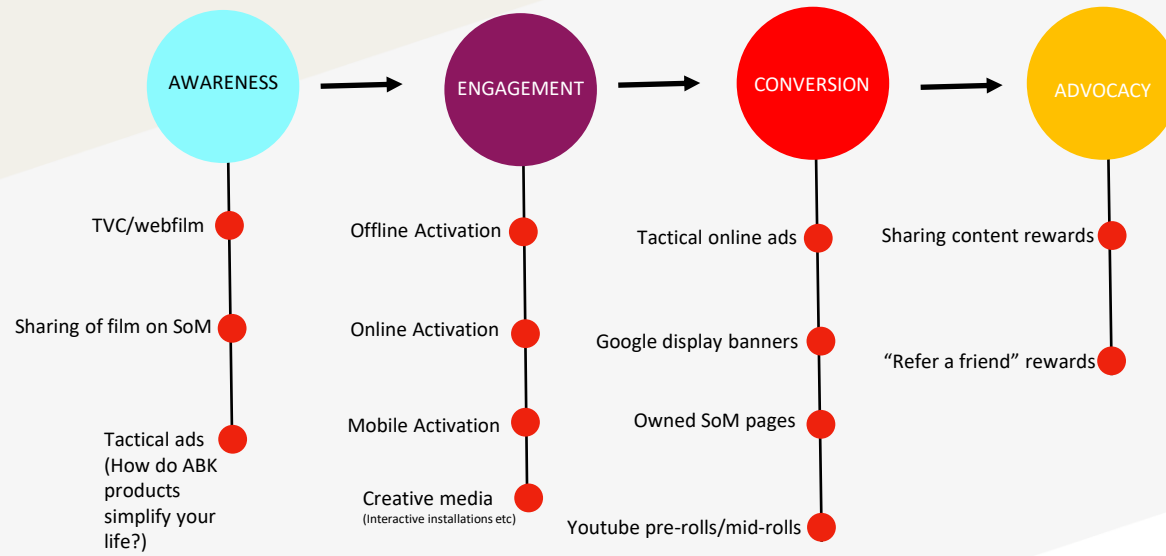 AWARENESS
ENGAGEMENT
CONVERSION
ADVOCACY
TVC/webfilm
Sharing of film on SoM
Tactical ads
(How do ABK
products
simplify your
life?)
Offline Activation
Online Activation
Mobile Activation
Creative media
(Interactive installations etc)
Tactical online ads
Google display banners
Owned SoM pages
Youtube pre-rolls/mid-rolls
Sharing content rewards
“Refer a friend” rewards